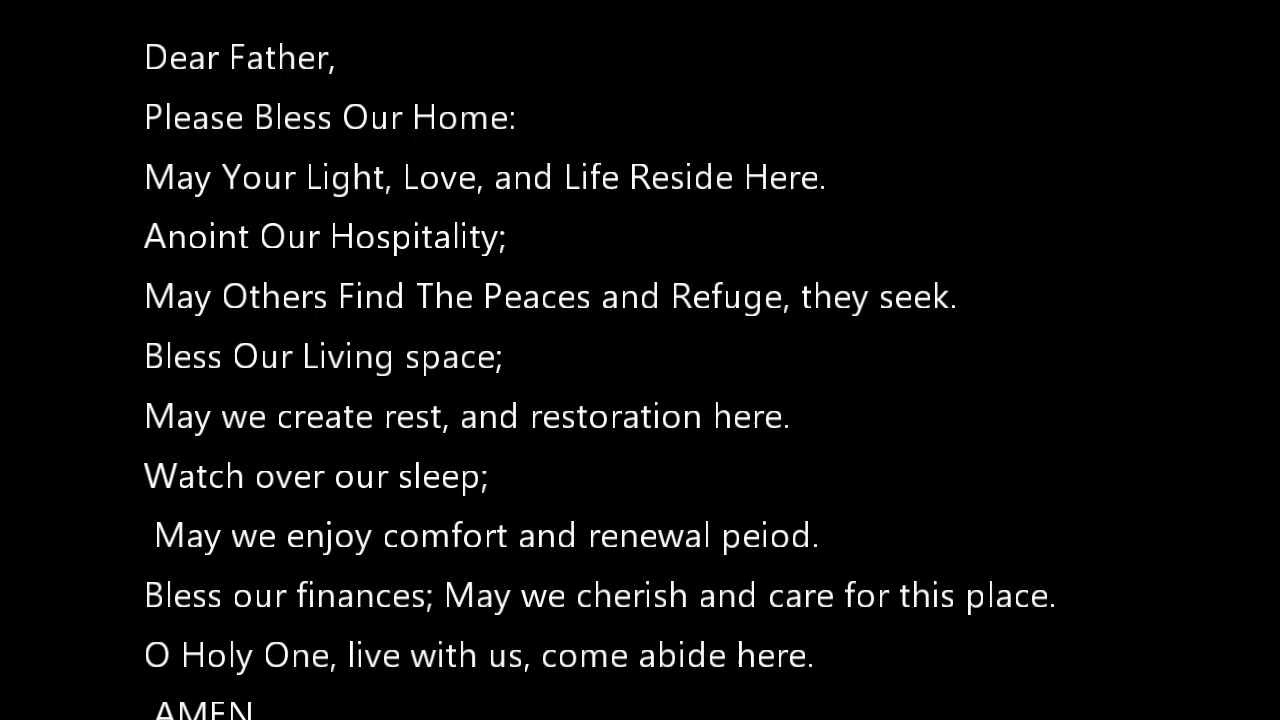 Dear Father,
Please Bless Our Home:
May Your Light, Love, and Life Reside Here.
Anoint Our Hospitality;
May Others Find The Peaces and Refuge, they seek.
Bless Our Living space;
May we create rest, and restoration here.
Watch over our sleep;
May we enjoy comfort and renewal peiod.
Bless our finances; May we cherish and care for this place.
O Holy One, live with us, come abide here.
AMEN